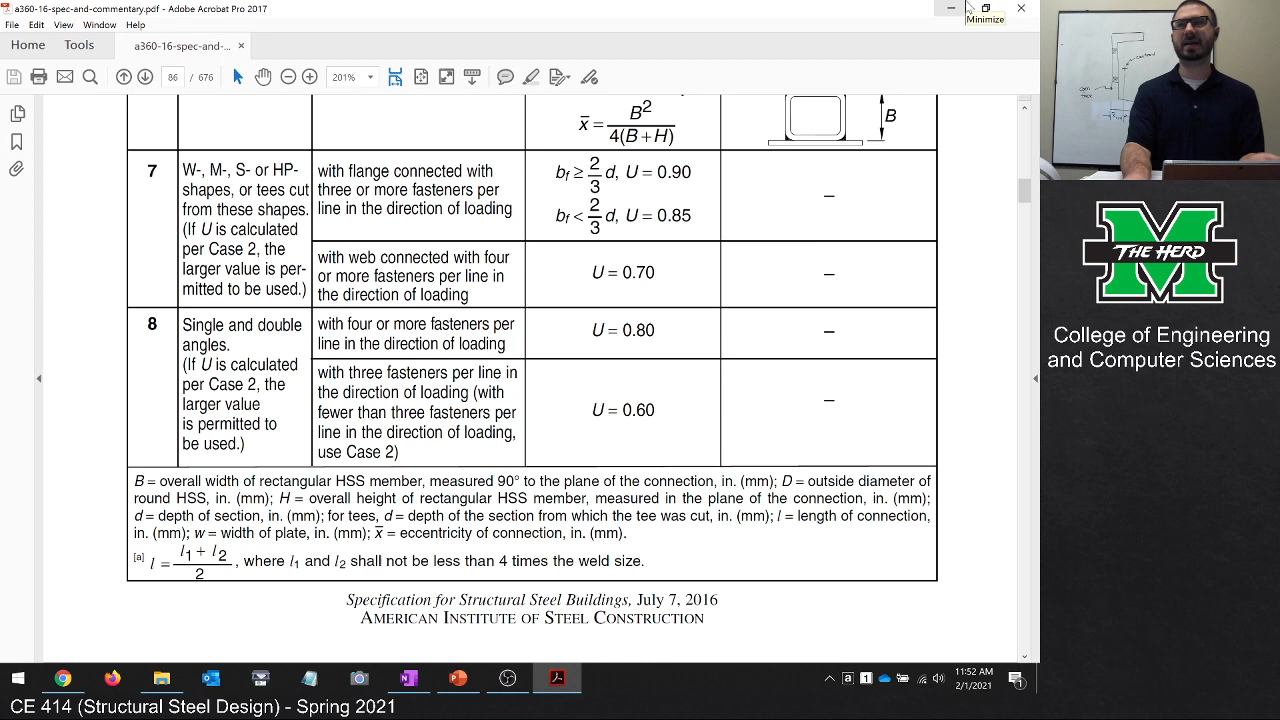 a360-16-spec-and-commentary.pdf - Adobe Acrobat Pro 2017
Minimize
File Edit View Window Help
Home Tools a360-16-spec-and-... ×
86 / 676 201%
x̄ = B² / 4(B + H)
B
7
W-, M-, S- or HP-
shapes, or tees cut
from these shapes.
(If U is calculated
per Case 2, the
larger value is per-
mitted to be used.)
with flange connected with
three or more fasteners per
line in the direction of loading
bf ≥ 2/3 d, U = 0.90
bf < 2/3 d, U = 0.85
–
with web connected with four
or more fasteners per line in
the direction of loading
U = 0.70
–
8
Single and double
angles.
(If U is calculated
per Case 2, the
larger value
is permitted to
be used.)
with four or more fasteners per
line in the direction of loading
U = 0.80
–
with three fasteners per line in
the direction of loading (with
fewer than three fasteners per
line in the direction of loading,
use Case 2)
U = 0.60
–
B = overall width of rectangular HSS member, measured 90° to the plane of the connection, in. (mm); D = outside diameter of
round HSS, in. (mm); H = overall height of rectangular HSS member, measured in the plane of the connection, in. (mm);
d = depth of section, in. (mm); for tees, d = depth of the section from which the tee was cut, in. (mm); l = length of connection,
in. (mm); w = width of plate, in. (mm); x̄ = eccentricity of connection, in. (mm).
[a] l = l1 + l2 / 2, where l1 and l2 shall not be less than 4 times the weld size.
Specification for Structural Steel Buildings, July 7, 2016
AMERICAN INSTITUTE OF STEEL CONSTRUCTION
THE HERD
College of Engineering
and Computer Sciences
11:52 AM
2/1/2021
CE 414 (Structural Steel Design) - Spring 2021